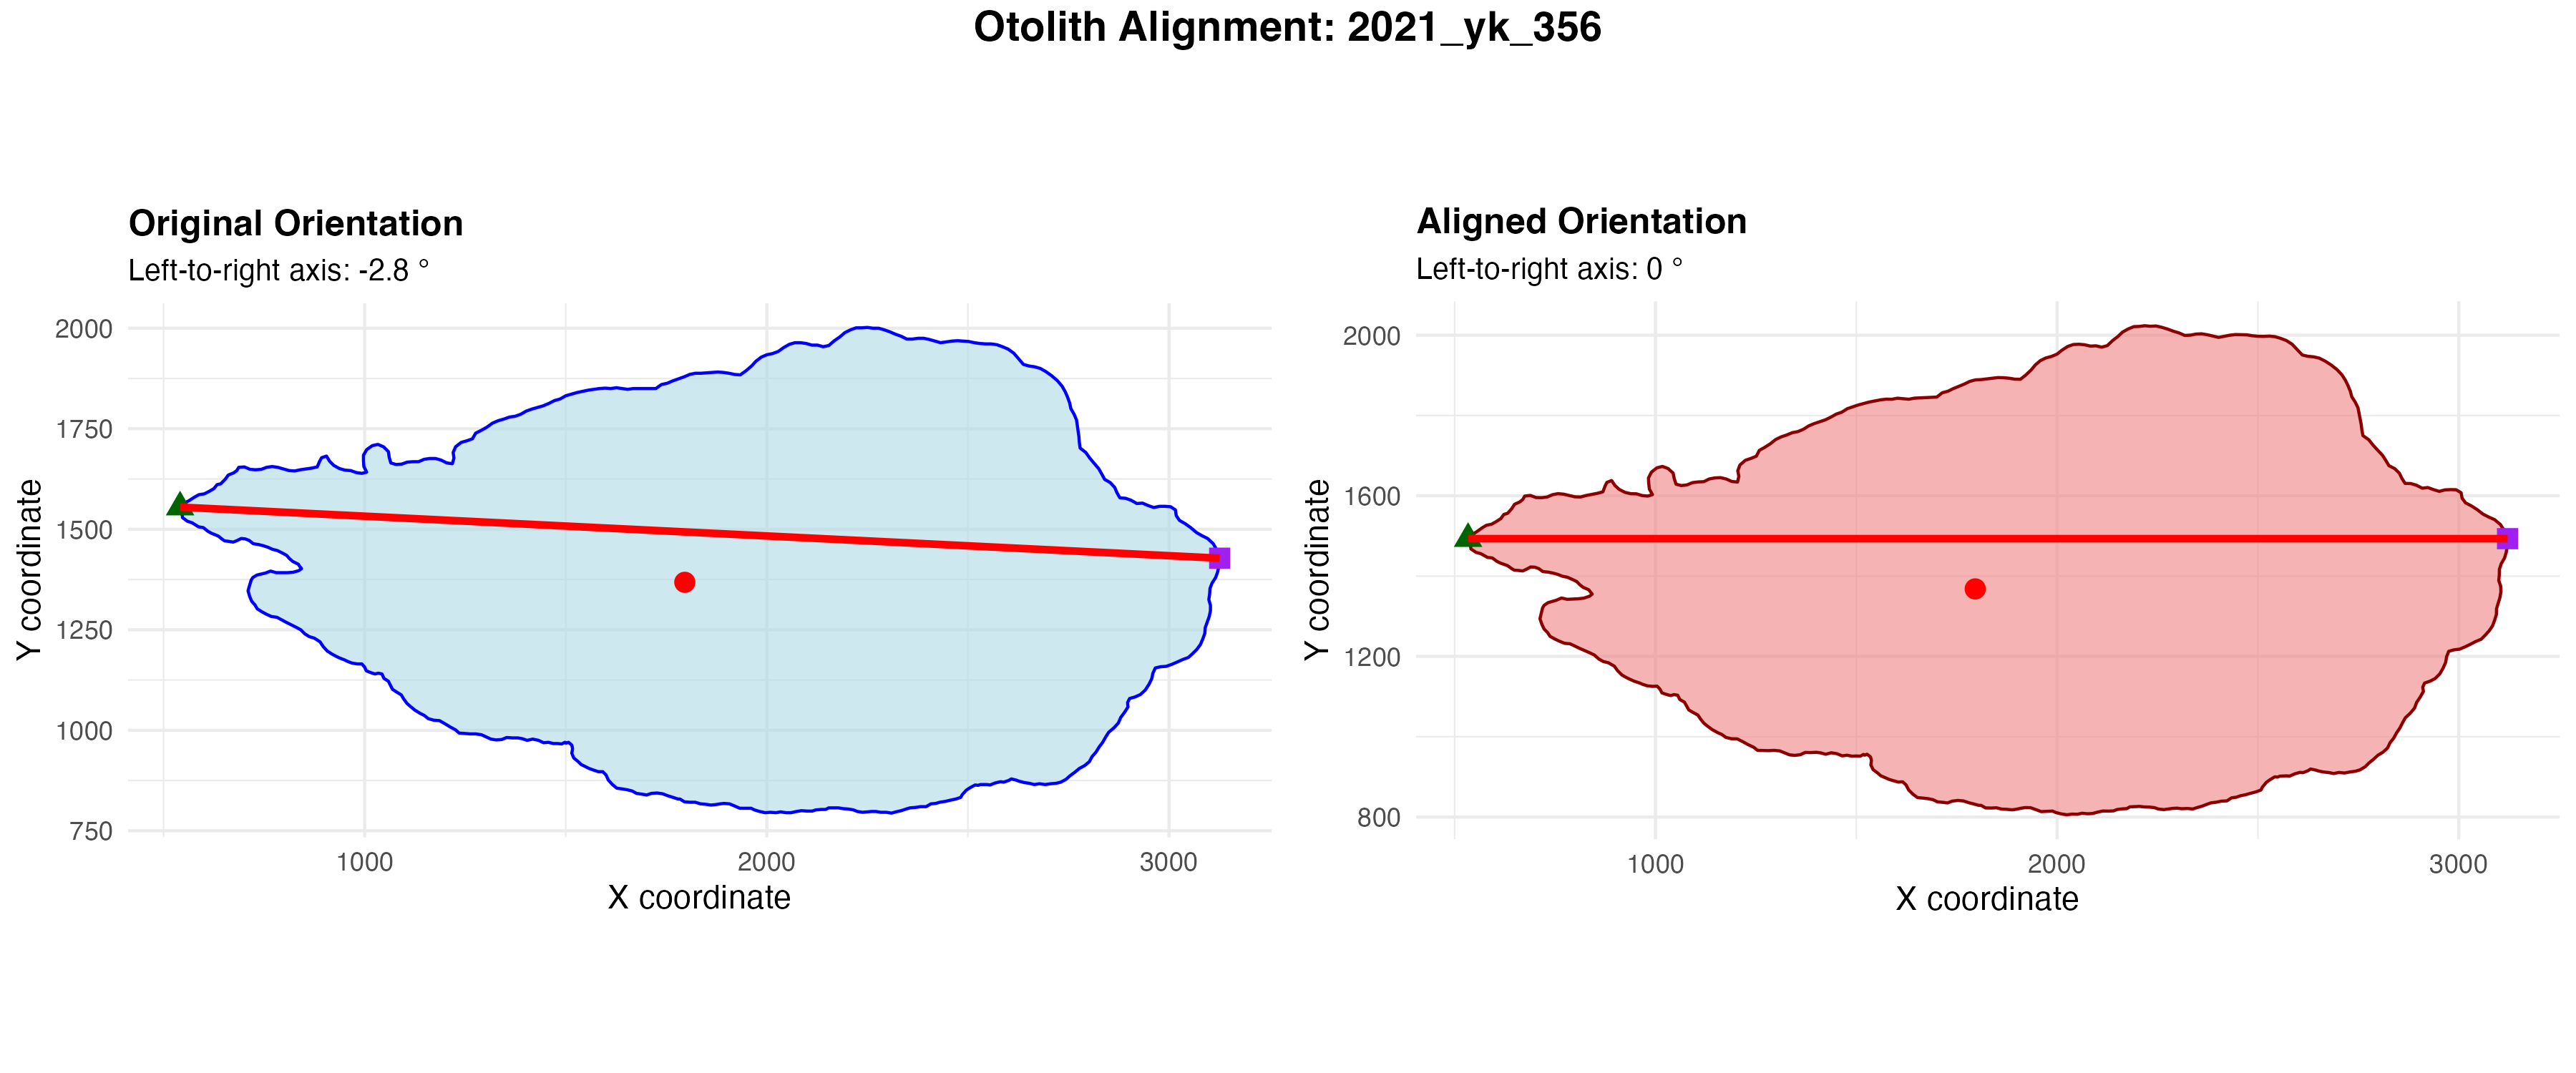 Otolith Alignment: 2021_yk_356
Original Orientation
Left-to-right axis: -2.8 °
2000
1750
1500
1250
1000
750
Y coordinate
1000
2000
3000
X coordinate
Aligned Orientation
Left-to-right axis: 0 °
2000
1600
1200
800
Y coordinate
1000
2000
3000
X coordinate